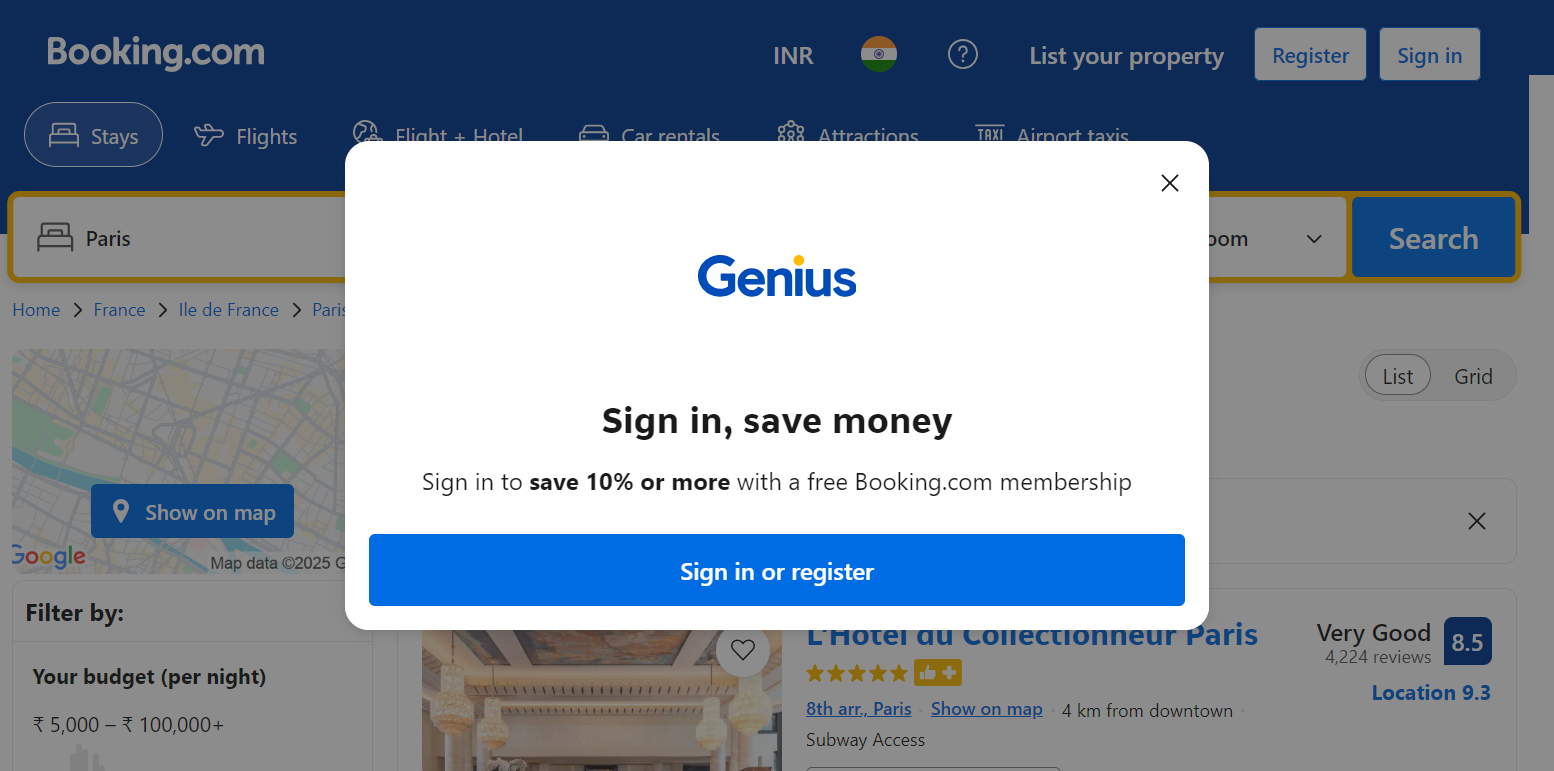 Booking.com
INR
List your property
Register
Sign in
Stays
Flights
Flight + Hotel
Car rentals
Attractions
TAXI
Airport taxis
Paris
Search
Home
France
Ile de France
Paris
List
Grid
Genius
Sign in, save money
Sign in to save 10% or more with a free Booking.com membership
Sign in or register
Show on map
Google
Map data ©2025
Filter by:
Your budget (per night)
₹ 5,000 – ₹ 100,000+
L'Hotel du Collectionneur Paris
Very Good
8.5
4,224 reviews
Location 9.3
8th arr., Paris
Show on map
4 km from downtown
Subway Access